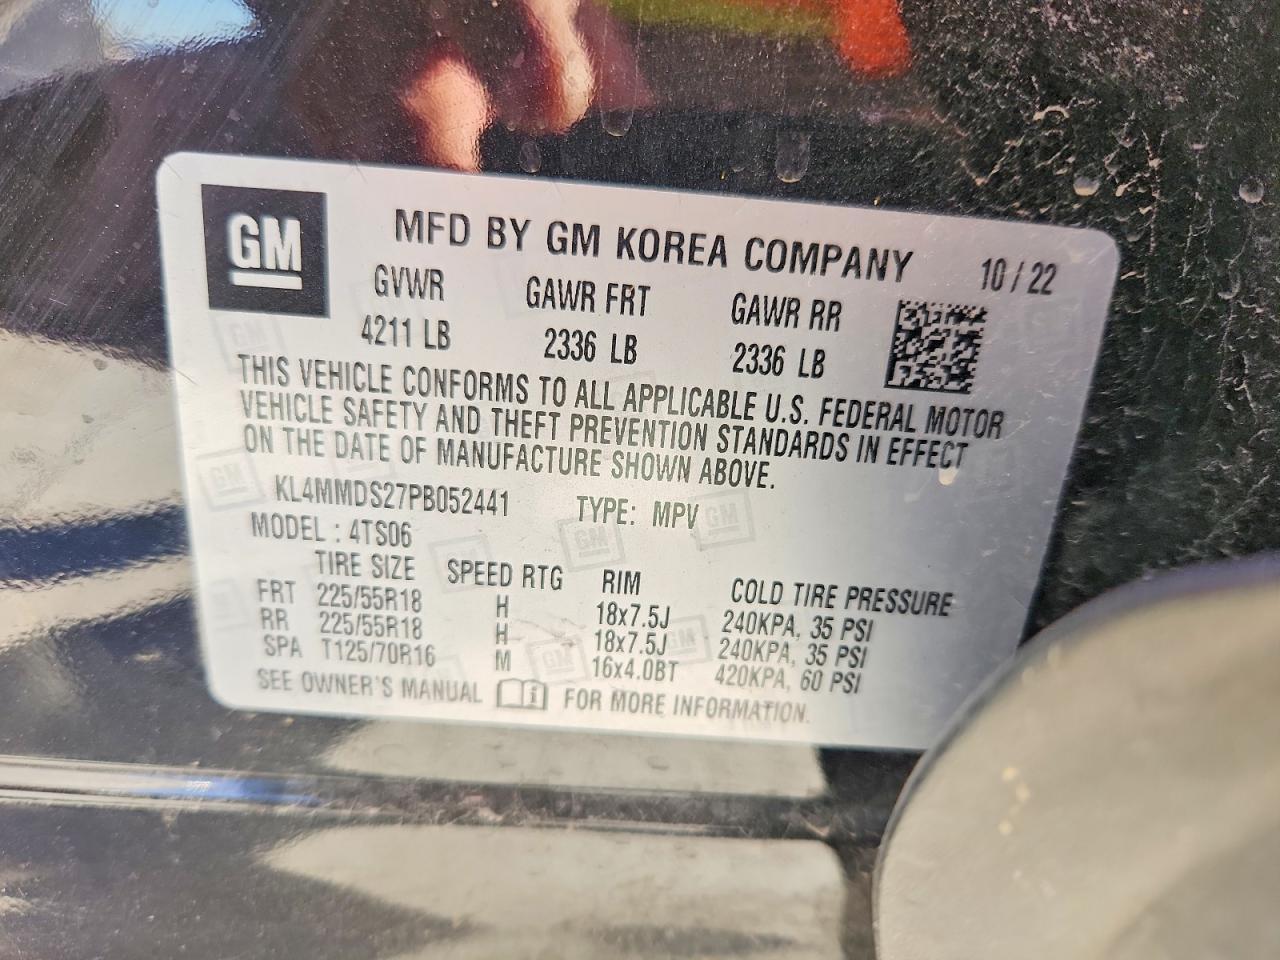 GM MFD BY GM KOREA COMPANY 10 / 22
GVWR GAWR FRT GAWR RR
4211 LB 2336 LB 2336 LB
THIS VEHICLE CONFORMS TO ALL APPLICABLE U.S. FEDERAL MOTOR
VEHICLE SAFETY AND THEFT PREVENTION STANDARDS IN EFFECT
ON THE DATE OF MANUFACTURE SHOWN ABOVE.
KL4MMDS27PB052441 TYPE: MPV
MODEL : 4TS06
TIRE SIZE SPEED RTG RIM COLD TIRE PRESSURE
FRT 225/55R18 H 18x7.5J 240KPA, 35 PSI
RR 225/55R18 H 18x7.5J 240KPA, 35 PSI
SPA T125/70R16 M 16x4.0BT 420KPA, 60 PSI
SEE OWNER'S MANUAL FOR MORE INFORMATION.